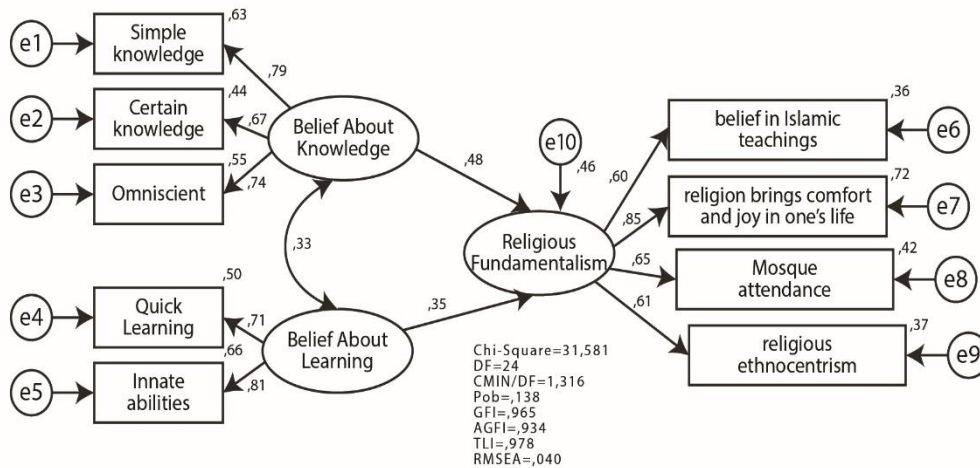 e1
Simple
knowledge
,63
,79
e2
Certain
knowledge
,44
,67
e3
Omniscient
,55
,74
Belief About
Knowledge
,33
e4
Quick
Learning
,50
,71
e5
Innate
abilities
,66
,81
Belief About
Learning
,48
,35
e10
,46
Religious
Fundamentalism
,60
,85
,65
,61
belief in Islamic
teachings
,36
e6
religion brings comfort
and joy in one's life
,72
e7
Mosque
attendance
,42
e8
religious
ethnocentrism
,37
e9
Chi-Square=31,581
DF=24
CMIN/DF=1,316
Pob=,138
GFI=,965
AGFI=,934
TLI=,978
RMSEA=,040